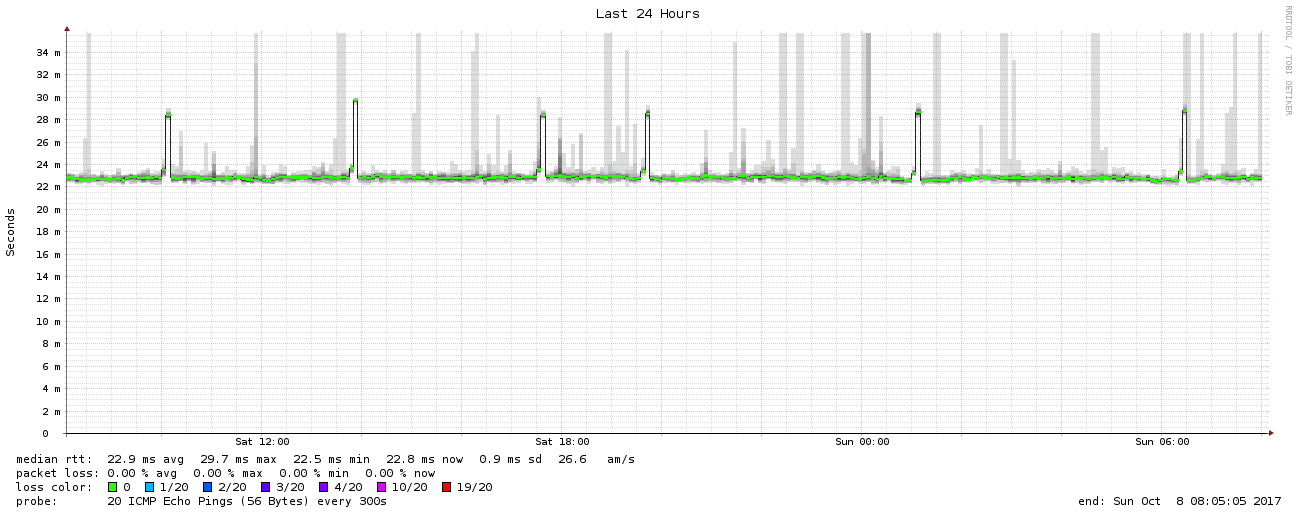 Last 24 Hours
RRDTOOL / TOBI OETIKER
Seconds
34 m
32 m
30 m
28 m
26 m
24 m
22 m
20 m
18 m
16 m
14 m
12 m
10 m
8 m
6 m
4 m
2 m
0
Sat 12:00 Sat 18:00 Sun 00:00 Sun 06:00
median rtt: 22.9 ms avg 29.7 ms max 22.5 ms min 22.8 ms now 0.9 ms sd 26.6 am/s
packet loss: 0.00 % avg 0.00 % max 0.00 % min 0.00 % now
loss color: 0 1/20 2/20 3/20 4/20 10/20 19/20
probe: 20 ICMP Echo Pings (56 Bytes) every 300s end: Sun Oct 8 08:05:05 2017